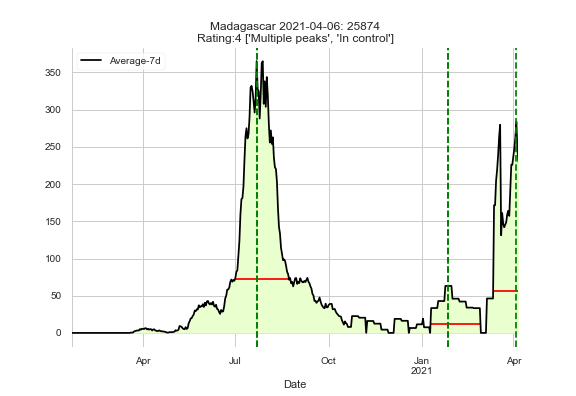 Madagascar 2021-04-06: 25874
Rating:4 ['Multiple peaks', 'In control']
Average-7d
350
300
250
200
150
100
50
0
Apr Jul Oct Jan Apr
2021
Date